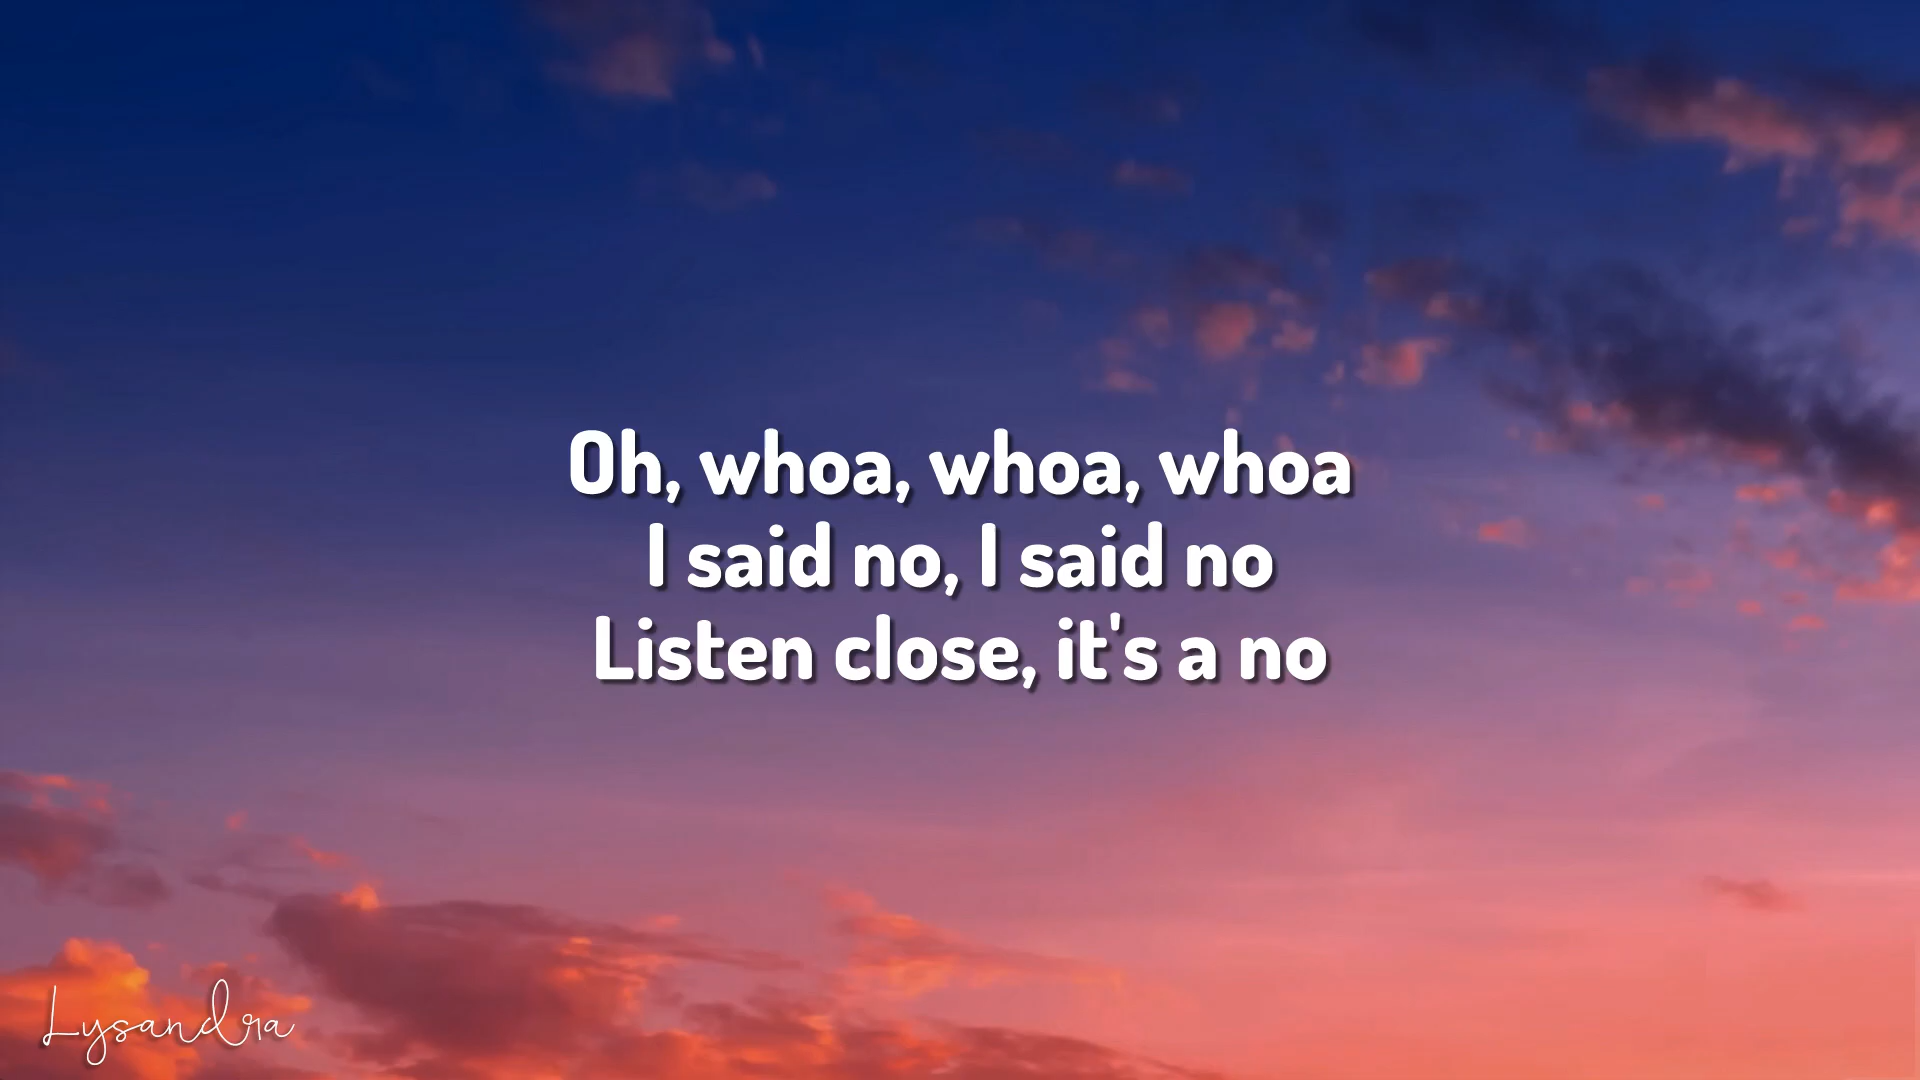 Oh, whoa, whoa, whoa
I said no, I said no
Listen close, it's a no
Lysandra